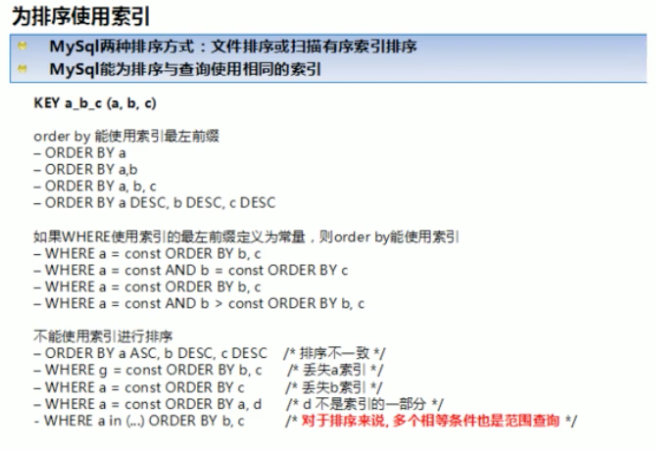 为排序使用索引
MySql两种排序方式：文件排序或扫描有序索引排序
MySql能为排序与查询使用相同的索引
KEY a_b_c (a, b, c)
order by 能使用索引最左前缀
– ORDER BY a
– ORDER BY a,b
– ORDER BY a, b, c
– ORDER BY a DESC, b DESC, c DESC
如果WHERE使用索引的最左前缀定义为常量，则order by能使用索引
– WHERE a = const ORDER BY b, c
– WHERE a = const AND b = const ORDER BY c
– WHERE a = const ORDER BY b, c
– WHERE a = const AND b > const ORDER BY b, c
不能使用索引进行排序
– ORDER BY a ASC, b DESC, c DESC /* 排序不一致 */
– WHERE g = const ORDER BY b, c /* 丢失a索引 */
– WHERE a = const ORDER BY c /* 丢失b索引 */
– WHERE a = const ORDER BY a, d /* d 不是索引的一部分 */
- WHERE a in (...) ORDER BY b, c /* 对于排序来说, 多个相等条件也是范围查询 */